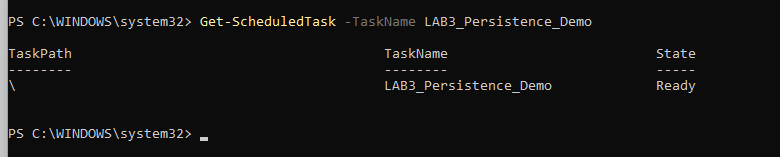 PS C:\WINDOWS\system32> Get-ScheduledTask -TaskName LAB3_Persistence_Demo
TaskPath TaskName State
-------- -------- -----
\ LAB3_Persistence_Demo Ready
PS C:\WINDOWS\system32>